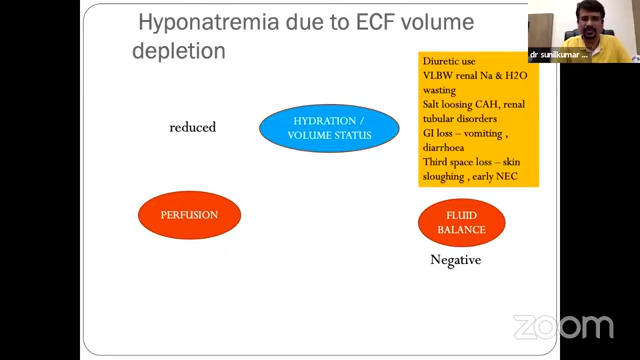 Hyponatremia due to ECF volume
depletion
dr sunilkumar ...
Diuretic use
VLBW renal Na & H2O
wasting
Salt loosing CAH, renal
tubular disorders
GI loss – vomiting ,
diarrhoea
Third space loss – skin
sloughing , early NEC
reduced
HYDRATION /
VOLUME STATUS
PERFUSION
FLUID
BALANCE
Negative
zoom